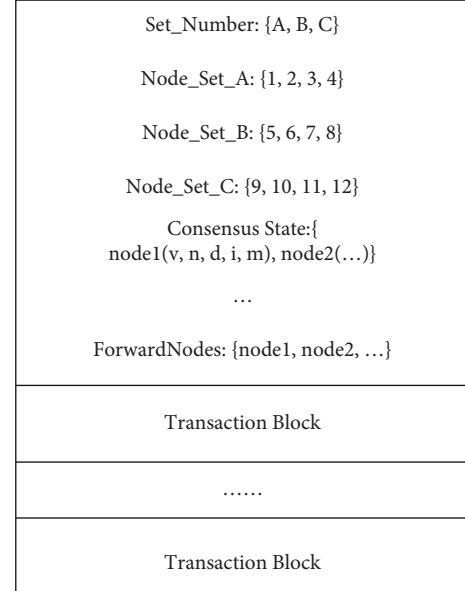 Set_Number: {A, B, C}
Node_Set_A: {1, 2, 3, 4}
Node_Set_B: {5, 6, 7, 8}
Node_Set_C: {9, 10, 11, 12}
Consensus State:{
node1(v, n, d, i, m), node2(…)}
…
ForwardNodes: {node1, node2, …}
Transaction Block
……
Transaction Block